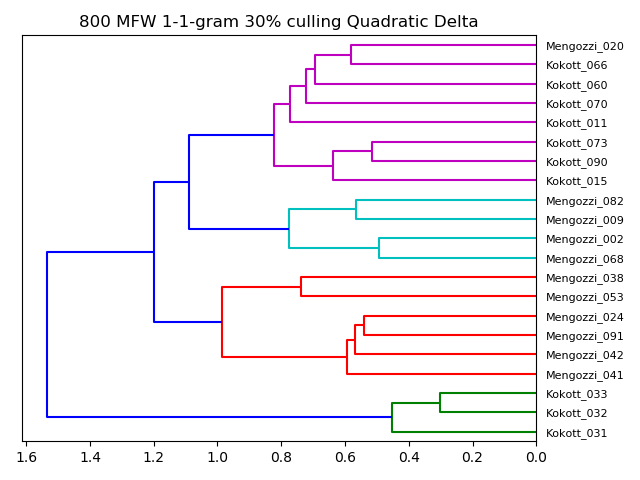 800 MFW 1-1-gram 30% culling Quadratic Delta
Mengozzi_020
Kokott_066
Kokott_060
Kokott_070
Kokott_011
Kokott_073
Kokott_090
Kokott_015
Mengozzi_082
Mengozzi_009
Mengozzi_002
Mengozzi_068
Mengozzi_038
Mengozzi_053
Mengozzi_024
Mengozzi_091
Mengozzi_042
Mengozzi_041
Kokott_033
Kokott_032
Kokott_031
1.6 1.4 1.2 1.0 0.8 0.6 0.4 0.2 0.0